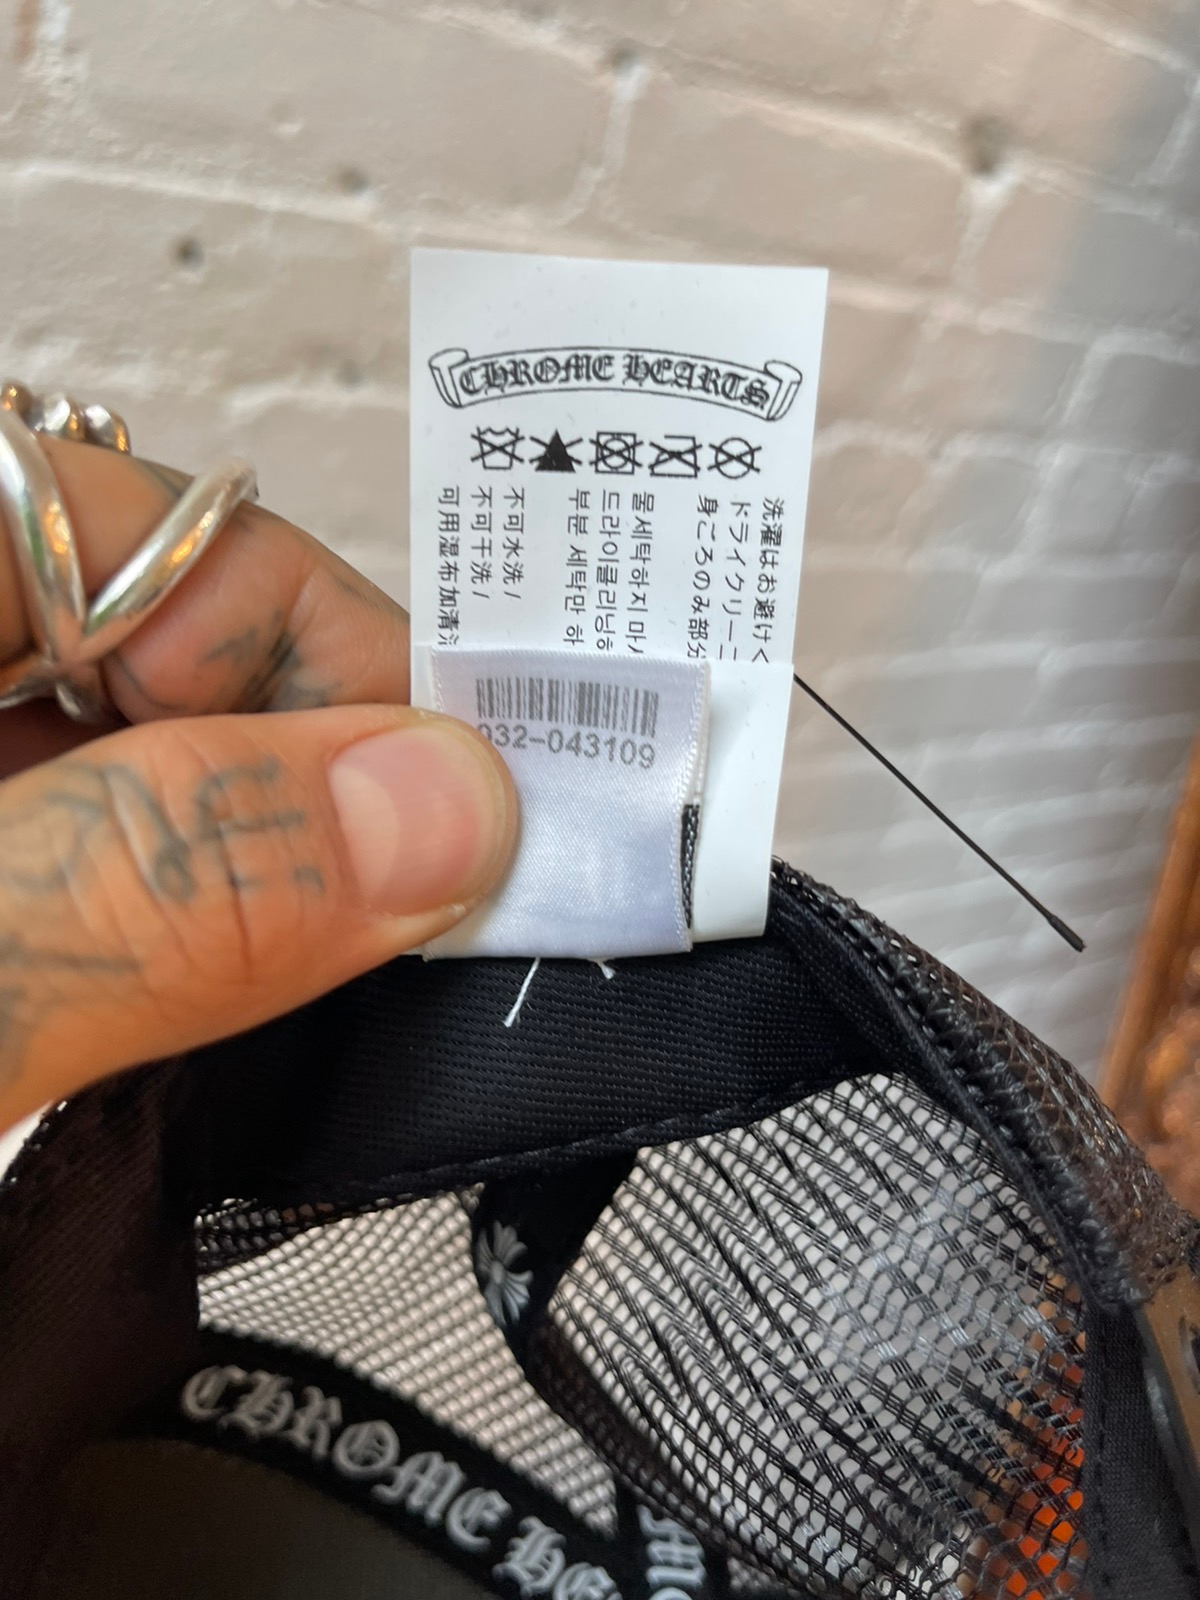 CHROME HEARTS
洗濯はお避けく
ドライクリーニ
身ごろのみ部分
물세탁하지 마
드라이클리닝
부분 세탁만 하
不可水洗/
不可干洗/
可用湿布加清
032-043109
CHROME HE